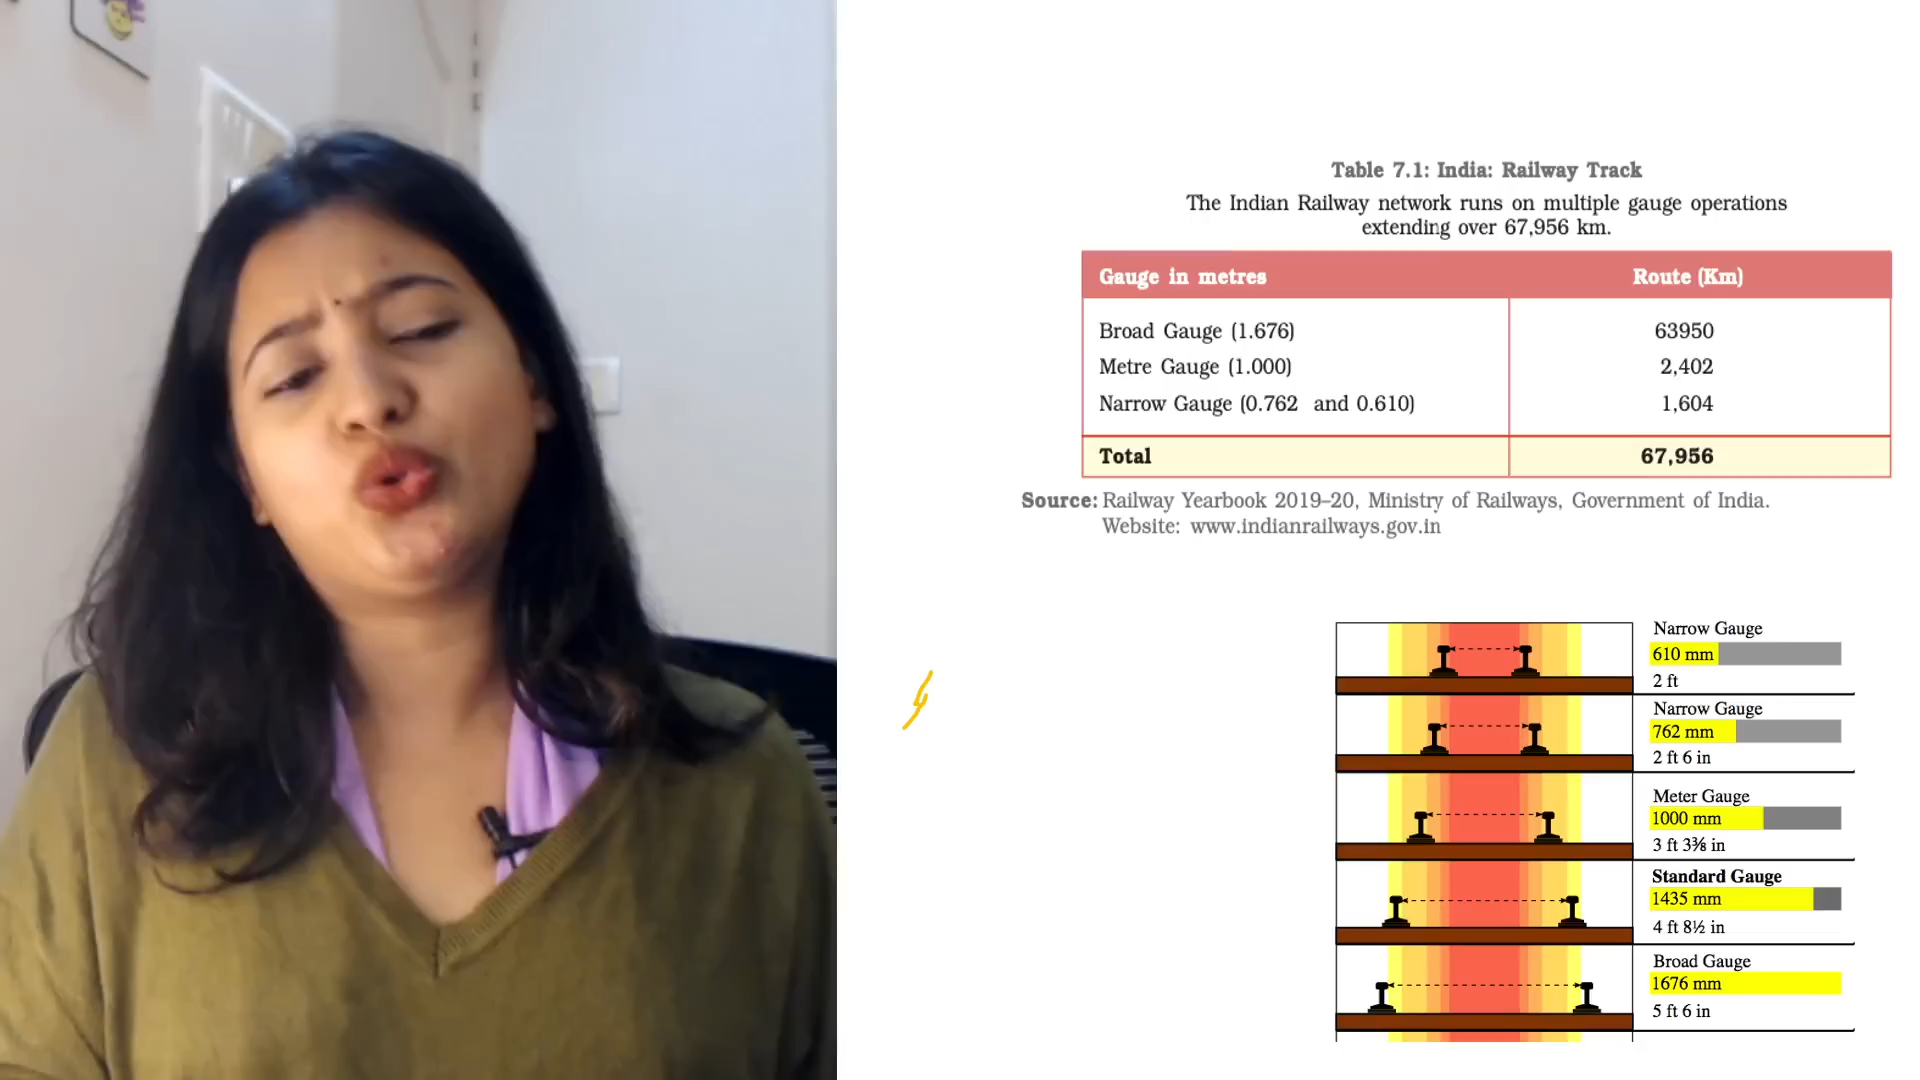 Table 7.1: India: Railway Track
The Indian Railway network runs on multiple gauge operations
extending over 67,956 km.
Gauge in metres Route (Km)
Broad Gauge (1.676) 63950
Metre Gauge (1.000) 2,402
Narrow Gauge (0.762 and 0.610) 1,604
Total 67,956
Source: Railway Yearbook 2019–20, Ministry of Railways, Government of India.
Website: www.indianrailways.gov.in
Narrow Gauge
610 mm
2 ft
Narrow Gauge
762 mm
2 ft 6 in
Meter Gauge
1000 mm
3 ft 3⅜ in
Standard Gauge
1435 mm
4 ft 8½ in
Broad Gauge
1676 mm
5 ft 6 in